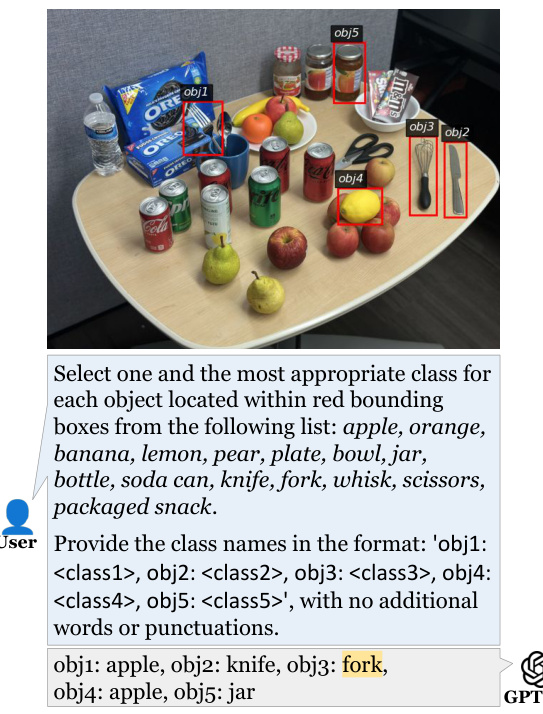 obj5
obj1
OREO
OREO
M&M's
obj3
obj2
obj4
Coca-Cola
Select one and the most appropriate class for
each object located within red bounding
boxes from the following list: apple, orange,
banana, lemon, pear, plate, bowl, jar,
bottle, soda can, knife, fork, whisk, scissors,
packaged snack.
Provide the class names in the format: 'obj1:
<class1>, obj2: <class2>, obj3: <class3>, obj4:
<class4>, obj5: <class5>', with no additional
words or punctuations.
User
obj1: apple, obj2: knife, obj3: fork,
obj4: apple, obj5: jar
GPT